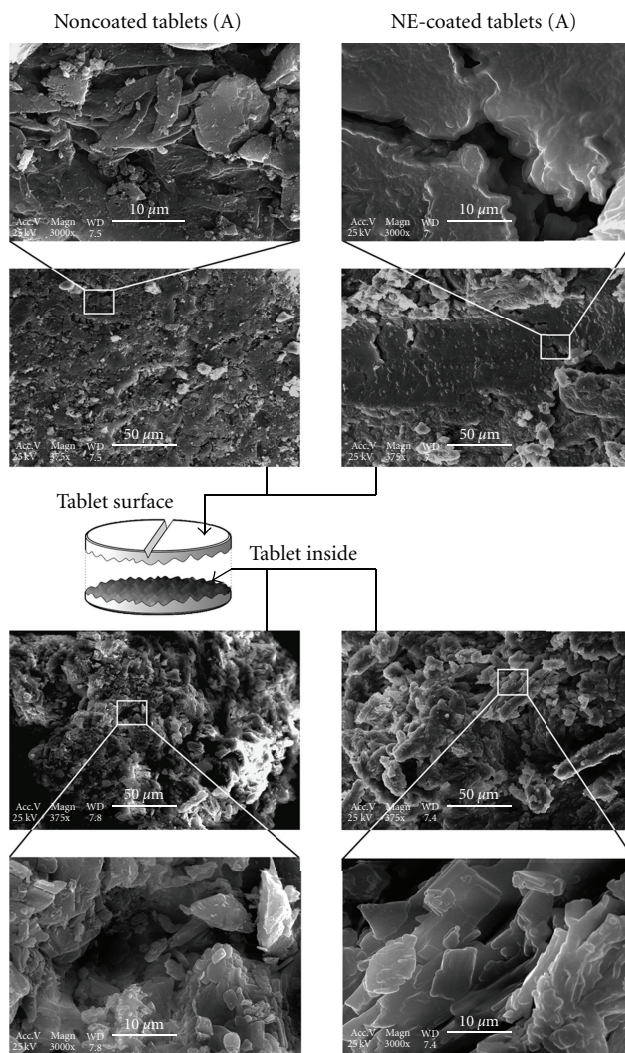 Noncoated tablets (A)
NE-coated tablets (A)
Acc.V Magn WD
25 kV 3000x 7.5
10 μm
Acc.V Magn WD
25 kV 3000x
10 μm
Acc.V Magn WD
25 kV 375x 7.5
50 μm
Acc.V Magn WD
25 kV 375x
50 μm
Tablet surface
Tablet inside
Acc.V Magn WD
25 kV 375x 7.8
50 μm
Acc.V Magn WD
25 kV 375x 7.4
50 μm
Acc.V Magn WD
25 kV 3000x 7.8
10 μm
Acc.V Magn WD
25 kV 3000x 7.4
10 μm